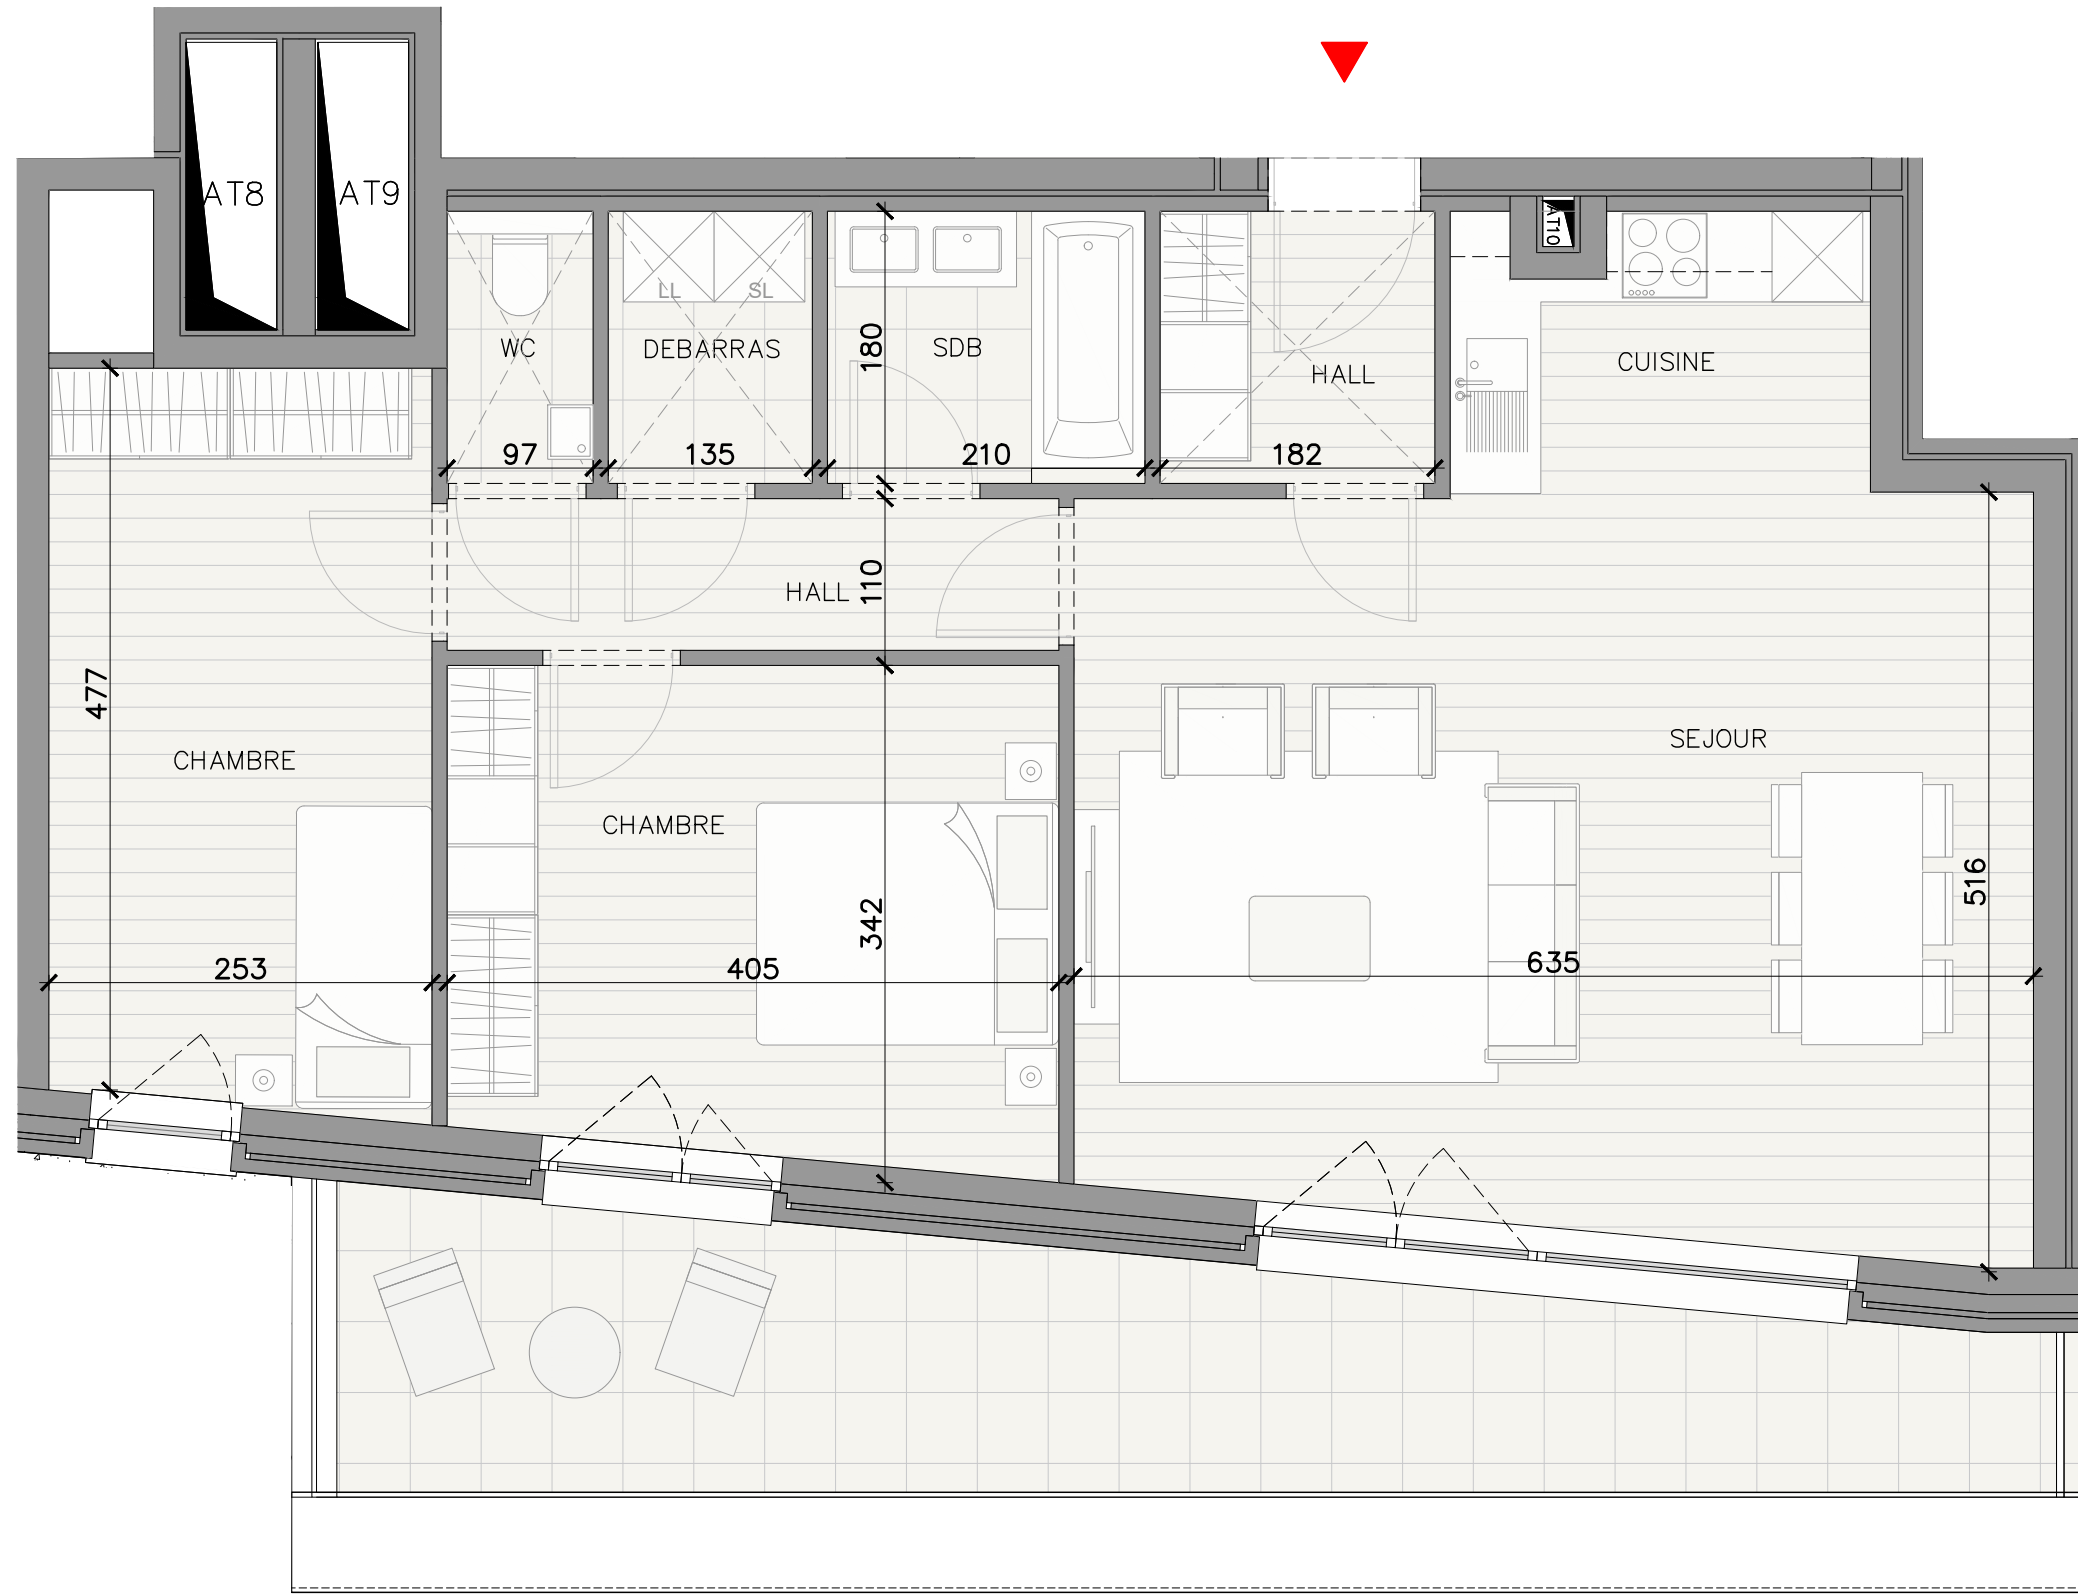 AT8
AT9
AT10
WC
DEBARRAS
SDB
HALL
CUISINE
LL
SL
180
97
135
210
182
HALL
110
477
CHAMBRE
CHAMBRE
SEJOUR
342
516
253
405
635